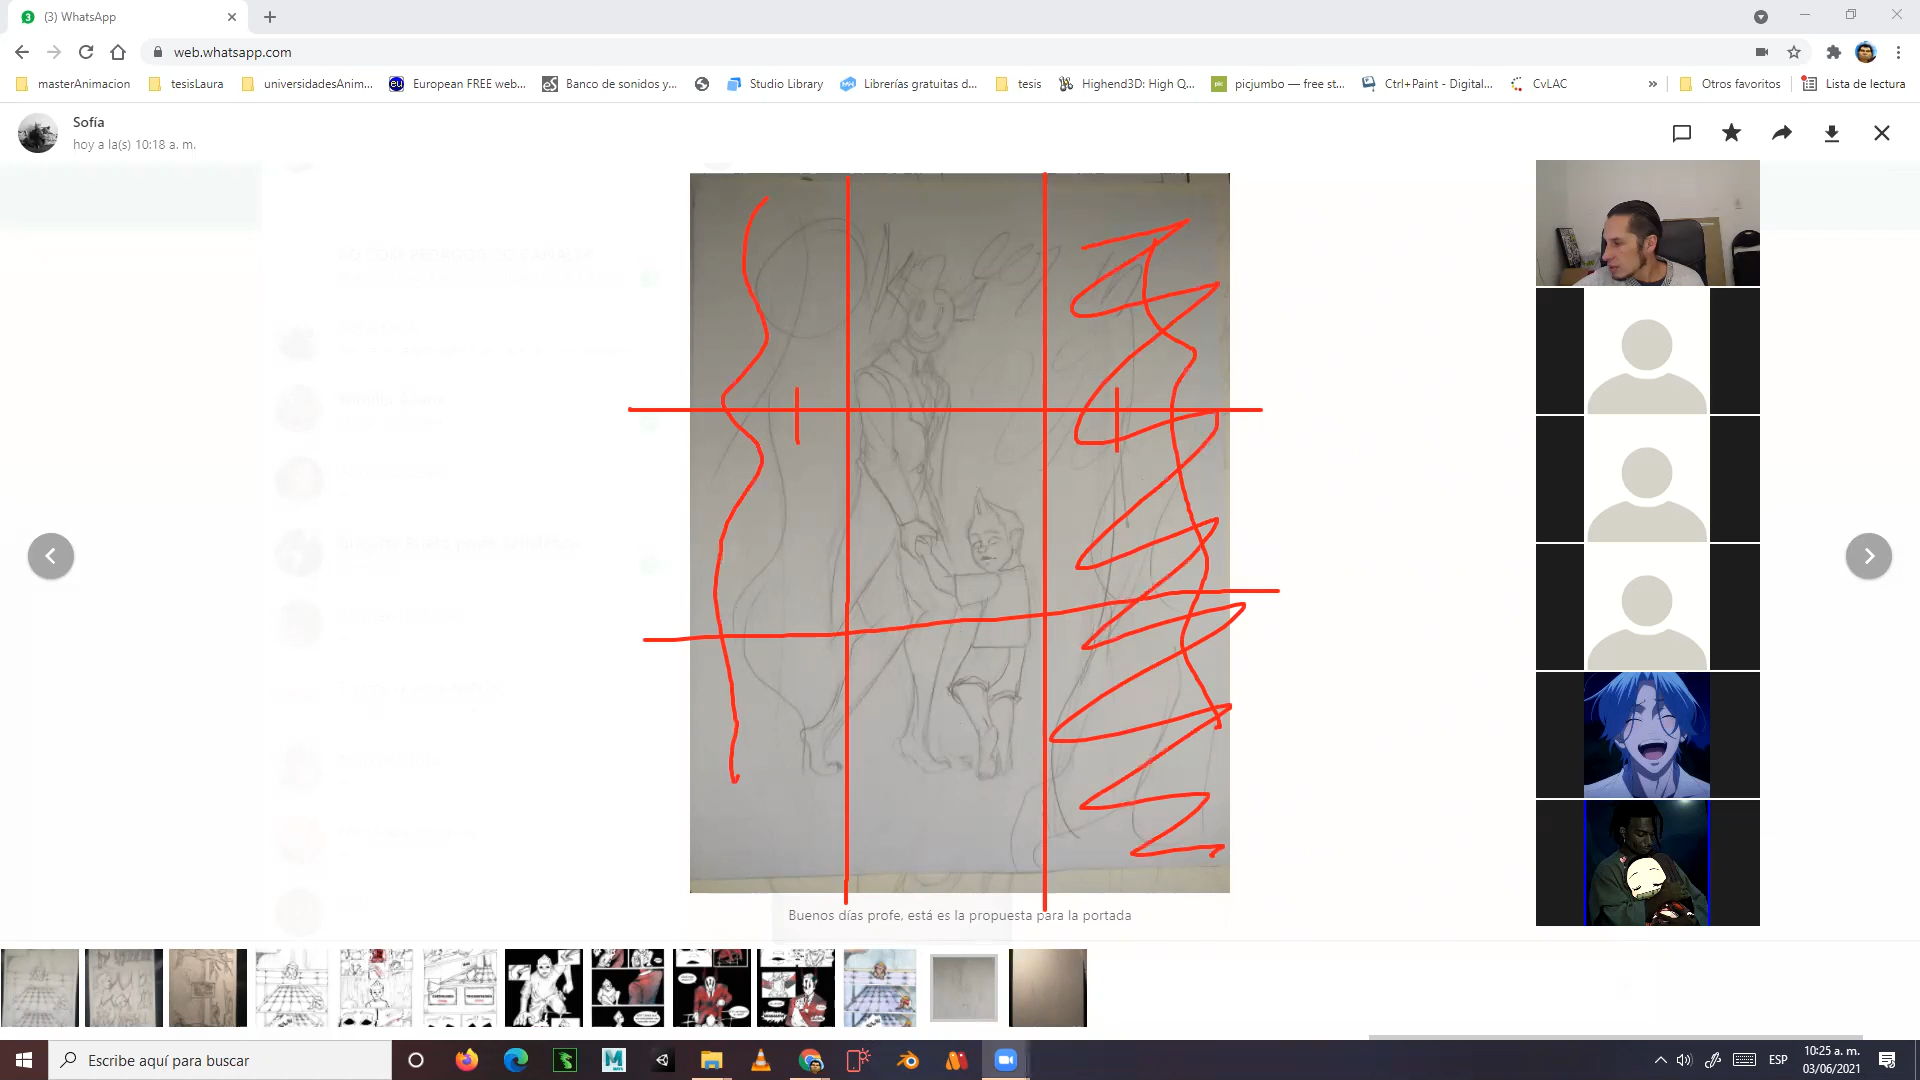 (3) WhatsApp
web.whatsapp.com
masterAnimacion
tesisLaura
universidadesAnim...
European FREE web...
Banco de sonidos y...
Studio Library
Librerías gratuitas d...
tesis
Highend3D: High Q...
picjumbo — free st...
Ctrl+Paint - Digital...
CvLAC
»
Otros favoritos
Lista de lectura
Sofía
hoy a la(s) 10:18 a. m.
Buenos días profe, está es la propuesta para la portada
Escribe aquí para buscar
ESP
10:25 a. m.
03/06/2021